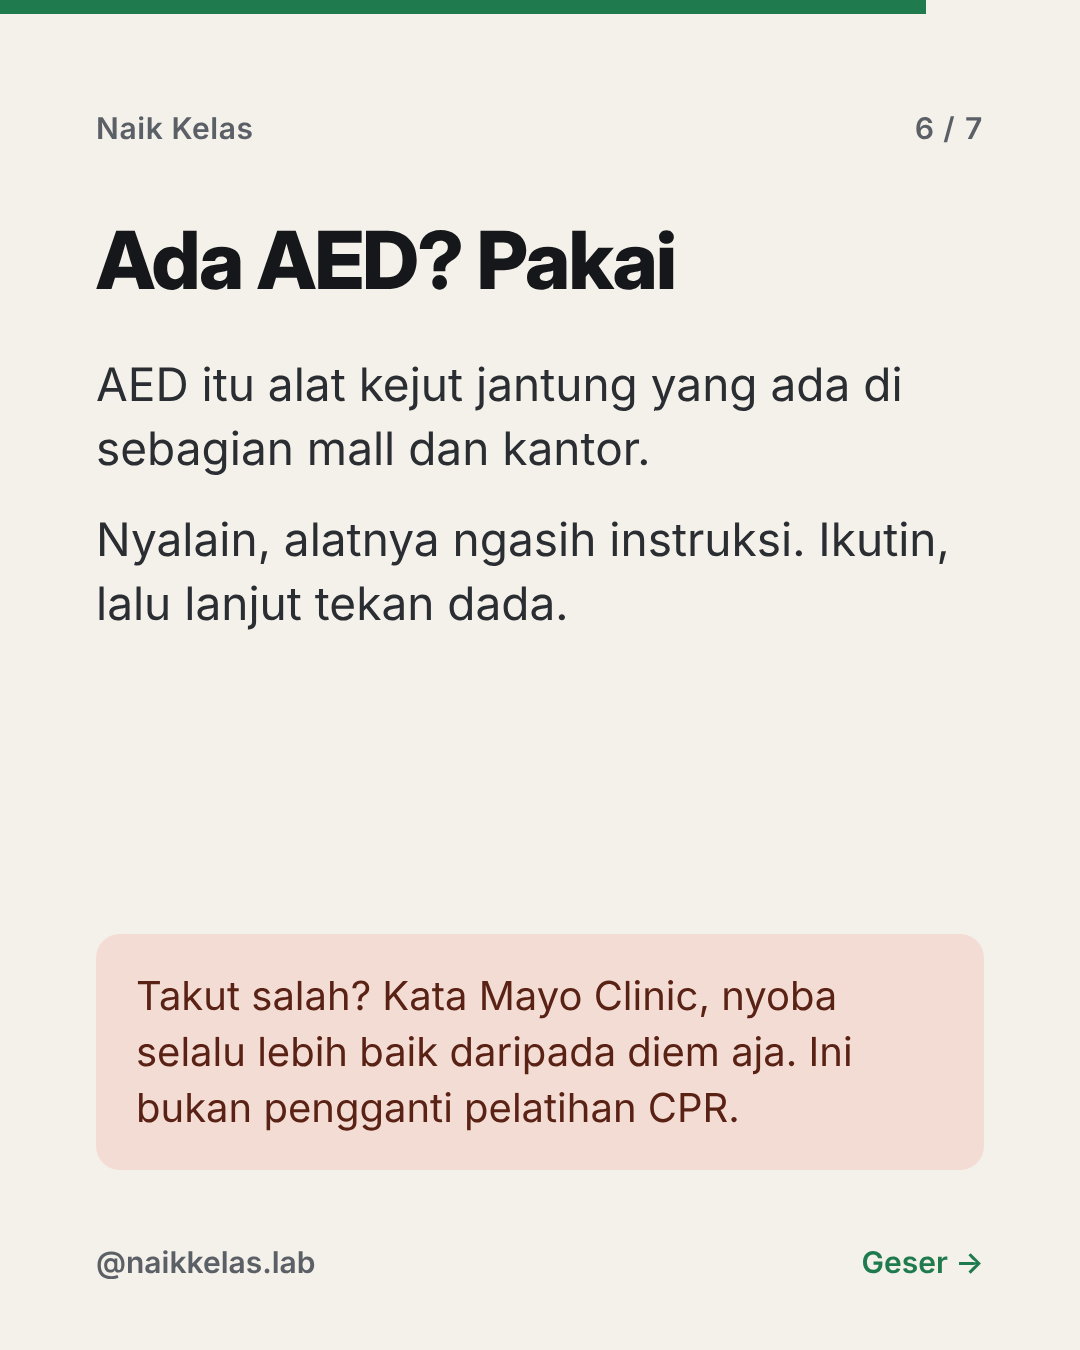 Naik Kelas
6 / 7
Ada AED? Pakai
AED itu alat kejut jantung yang ada di
sebagian mall dan kantor.
Nyalain, alatnya ngasih instruksi. Ikutin,
lalu lanjut tekan dada.
Takut salah? Kata Mayo Clinic, nyoba
selalu lebih baik daripada diem aja. Ini
bukan pengganti pelatihan CPR.
@naikkelas.lab
Geser →